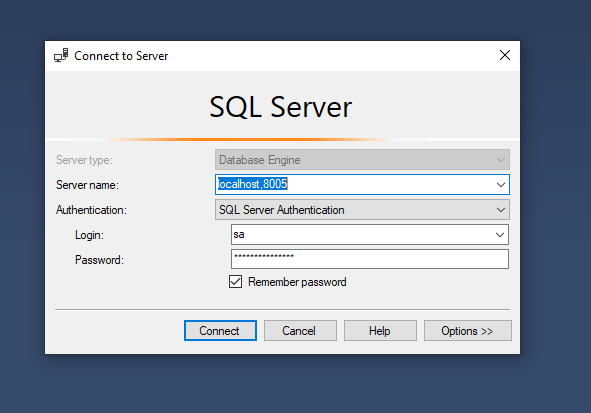 Connect to Server
SQL Server
Server type: Database Engine
Server name: localhost,8005
Authentication: SQL Server Authentication
Login: sa
Password: ***************
Remember password
Connect Cancel Help Options >>